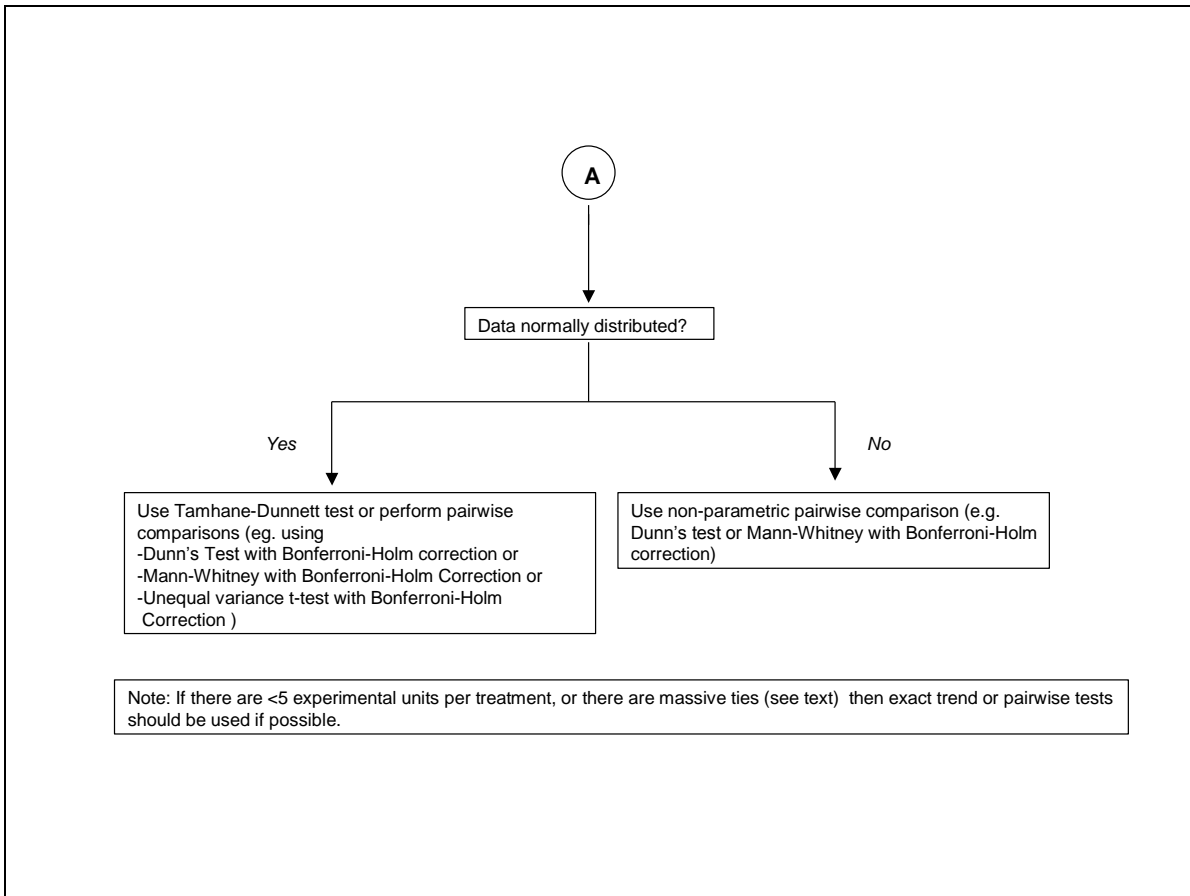 A
Data normally distributed?
Yes
No
Use Tamhane-Dunnett test or perform pairwise
comparisons (eg. using
-Dunn's Test with Bonferroni-Holm correction or
-Mann-Whitney with Bonferroni-Holm Correction or
-Unequal variance t-test with Bonferroni-Holm
Correction )
Use non-parametric pairwise comparison (e.g.
Dunn's test or Mann-Whitney with Bonferroni-Holm
correction)
Note: If there are <5 experimental units per treatment, or there are massive ties (see text)  then exact trend or pairwise tests
should be used if possible.